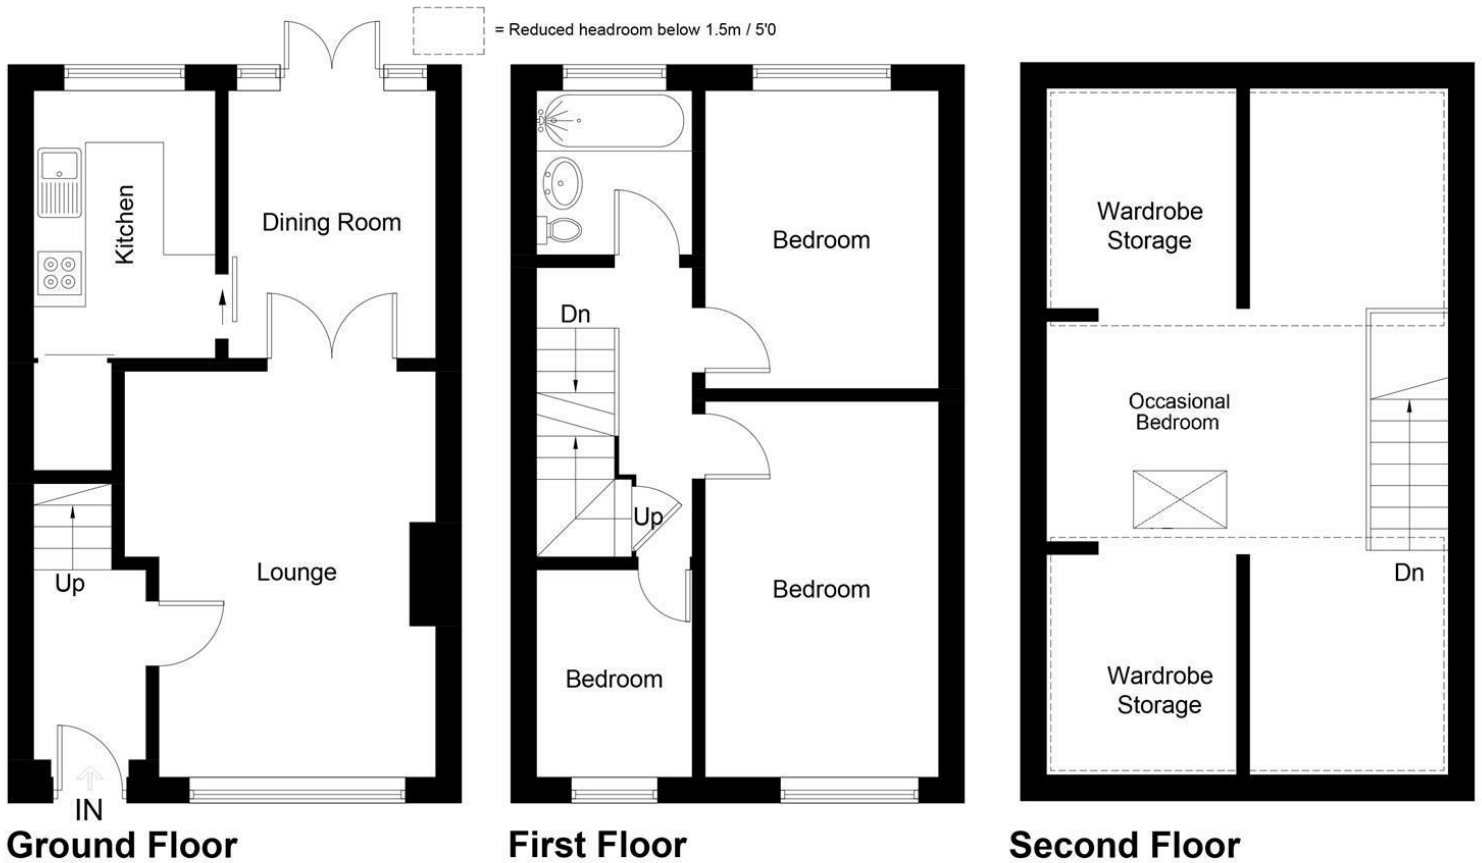 = Reduced headroom below 1.5m / 5'0
Kitchen
Dining Room
Lounge
Up
IN
Ground Floor
Bedroom
Dn
Up
Bedroom
Bedroom
First Floor
Wardrobe
Storage
Occasional
Bedroom
Dn
Wardrobe
Storage
Second Floor